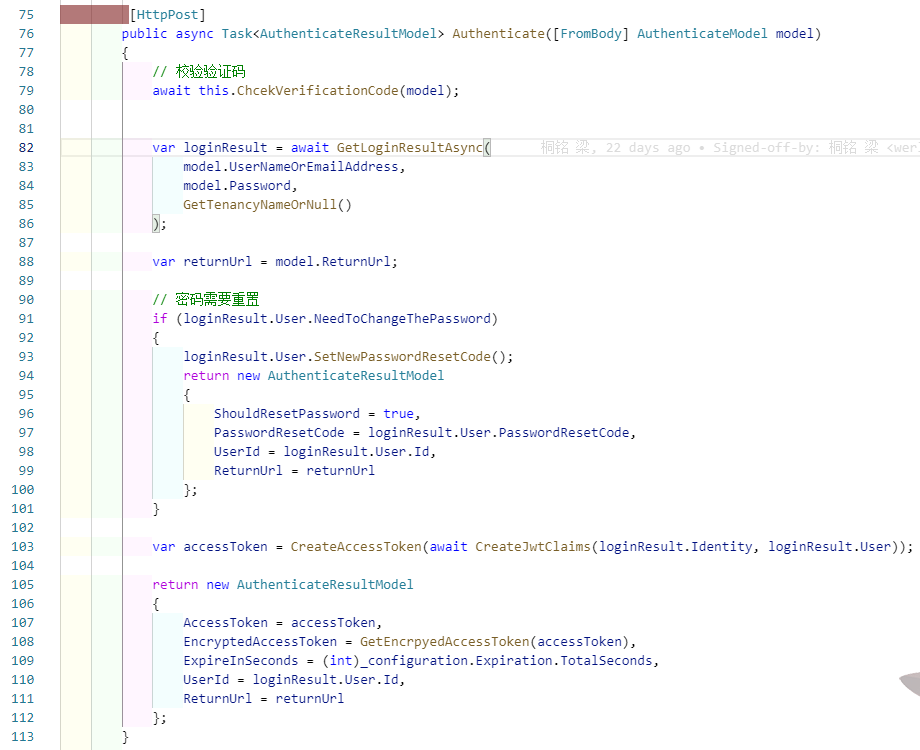 75 [HttpPost]
76 public async Task<AuthenticateResultModel> Authenticate([FromBody] AuthenticateModel model)
77 {
78 // 校验验证码
79 await this.ChcekVerificationCode(model);
80
81
82 var loginResult = await GetLoginResultAsync( 桐铭 梁, 22 days ago • Signed-off-by: 桐铭 梁
83 model.UserNameOrEmailAddress,
84 model.Password,
85 GetTenancyNameOrNull()
86 );
87
88 var returnUrl = model.ReturnUrl;
89
90 // 密码需要重置
91 if (loginResult.User.NeedToChangeThePassword)
92 {
93 loginResult.User.SetNewPasswordResetCode();
94 return new AuthenticateResultModel
95 {
96 ShouldResetPassword = true,
97 PasswordResetCode = loginResult.User.PasswordResetCode,
98 UserId = loginResult.User.Id,
99 ReturnUrl = returnUrl
100 };
101 }
102
103 var accessToken = CreateAccessToken(await CreateJwtClaims(loginResult.Identity, loginResult.User));
104
105 return new AuthenticateResultModel
106 {
107 AccessToken = accessToken,
108 EncryptedAccessToken = GetEncrpyedAccessToken(accessToken),
109 ExpireInSeconds = (int)_configuration.Expiration.TotalSeconds,
110 UserId = loginResult.User.Id,
111 ReturnUrl = returnUrl
112 };
113 }